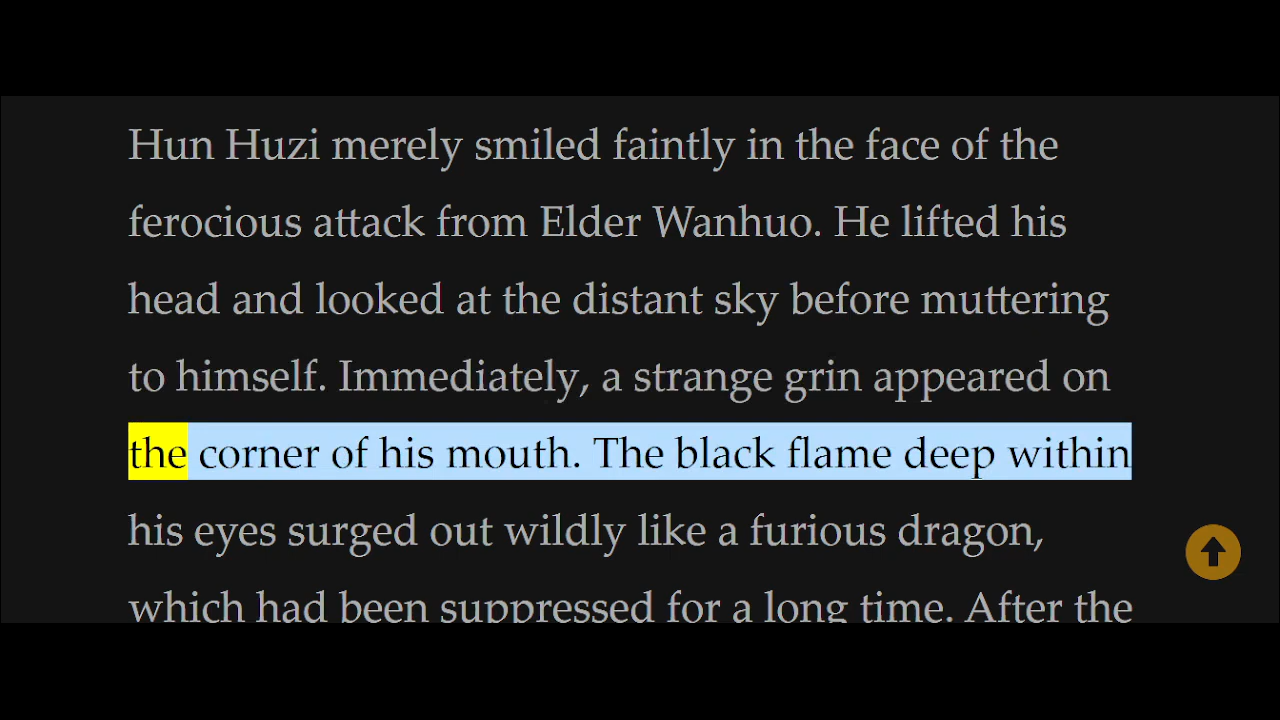 Hun Huzi merely smiled faintly in the face of the
ferocious attack from Elder Wanhuo. He lifted his
head and looked at the distant sky before muttering
to himself. Immediately, a strange grin appeared on
the corner of his mouth. The black flame deep within
his eyes surged out wildly like a furious dragon,
which had been suppressed for a long time. After the